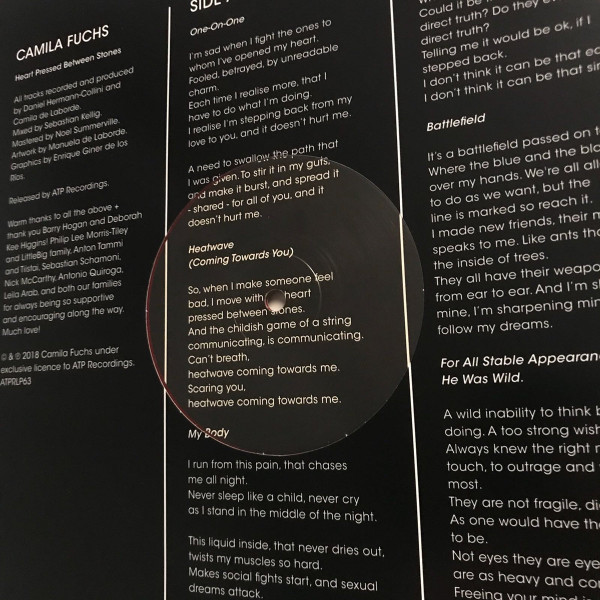 CAMILA FUCHS
Heart Pressed Between Stones
All tracks recorded and produced
by Daniel Hermann-Collini and
Camila de Laborde.
Mixed by Sebastian Kellig.
Mastered by Noel Summerville.
Artwork by Manuela de Laborde.
Graphics by Enrique Giner de los
Rios.
Released by ATP Recordings.
Warm thanks to all the above +
thank you Barry Hogan and Deborah
Kee Higgins! Philip Lee Morris-Tiley
and LittleBig family, Anton Tammi
and Tiistai, Sebastian Schamoni,
Nick McCarthy, Antonio Quiroga,
Leila Arab, and both our families
for always being so supportive
and encouraging along the way.
Much love!
© & ℗ 2018 Camila Fuchs under
exclusive licence to ATP Recordings.
ATPRLP63
SIDE
One-On-One
I'm sad when I fight the ones to
whom I've opened my heart.
Fooled, betrayed, by unreadable
charm.
Each time I realise more, that I
have to do what I'm doing.
I realise I'm stepping back from my
love to you, and it doesn't hurt me.
A need to swallow the path that
I was given. To stir it in my guts,
and make it burst, and spread it
- shared - for all of you, and it
doesn't hurt me.
Heatwave
(Coming Towards You)
So, when I make someone feel
bad, I move with heart
pressed between stones.
And the childish game of a string
communicating, is communicating.
Can't breath,
heatwave coming towards me.
Scaring you,
heatwave coming towards me.
My Body
I run from this pain, that chases
me all night.
Never sleep like a child, never cry
as I stand in the middle of the night.
This liquid inside, that never dries out,
twists my muscles so hard.
Makes social fights start, and sexual
dreams attack.
Could it be
direct truth? Do they
direct truth?
Telling me it would be ok, if I
stepped back.
I don't think it can be that
I don't think it can be that
Battlefield
It's a battlefield passed on
Where the blue and the
over my hands. We're all
to do as we want, but the
line is marked so reach it.
I made new friends, their
speaks to me. Like ants
the inside of trees.
They all have their
from ear to ear. And I'm
mine, I'm sharpening
follow my dreams.
For All Stable
He Was Wild.
A wild inability to think
doing. A too strong
Always knew the right
touch, to outrage and
most.
They are not fragile,
As one would have
to be.
Not eyes they are
are as heavy and
Freeing your mind